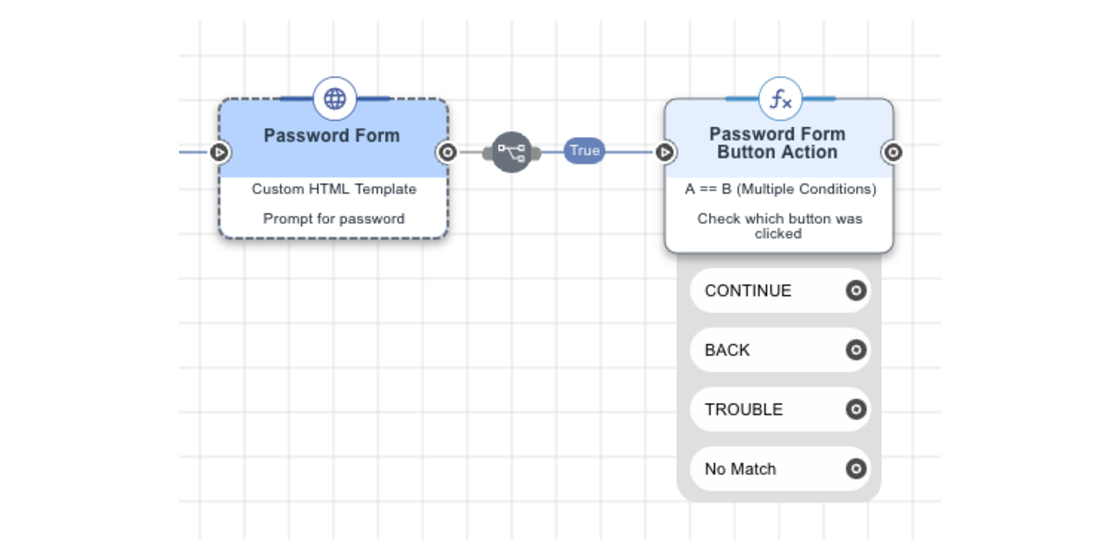 Password Form
Custom HTML Template
Prompt for password
True
fx
Password Form
Button Action
A == B (Multiple Conditions)
Check which button was
clicked
CONTINUE
BACK
TROUBLE
No Match